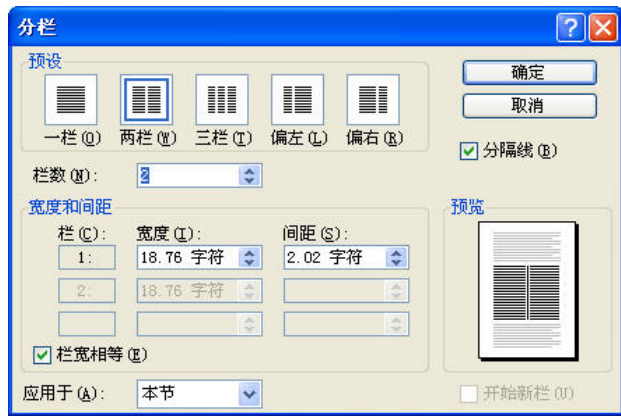 分栏
预设
一栏(O) 两栏(W) 三栏(T) 偏左(L) 偏右(R)
确定
取消
分隔线(B)
栏数(N): 2
宽度和间距
栏(C): 宽度(I): 间距(S):
1: 18.76 字符 2.02 字符
2: 18.76 字符
栏宽相等(E)
预览
应用于(A): 本节
开始新栏(U)